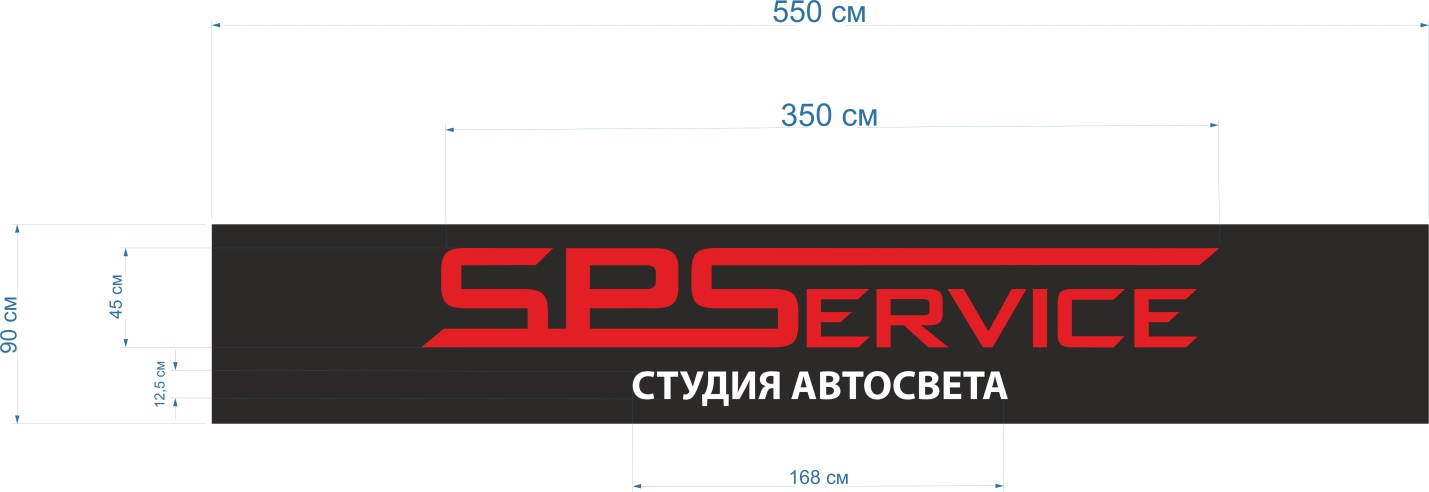 550 см
350 см
90 см
45 см
12,5 см
SPSERVICE
СТУДИЯ АВТОСВЕТА
168 см